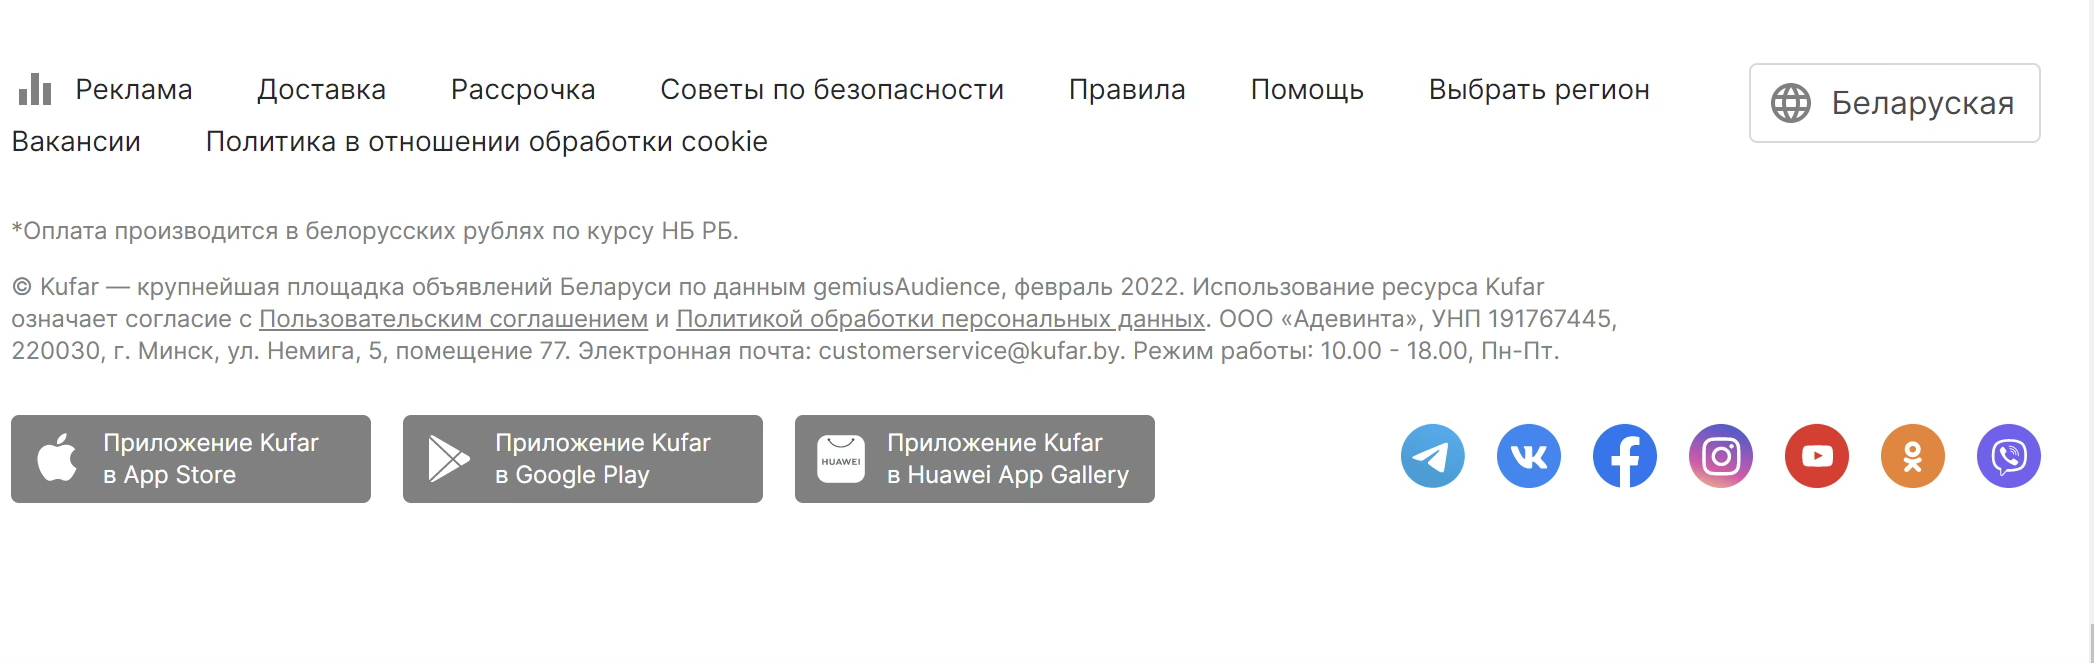 Реклама Доставка Рассрочка Советы по безопасности Правила Помощь Выбрать регион
Беларуская
Вакансии Политика в отношении обработки cookie
*Оплата производится в белорусских рублях по курсу НБ РБ.
© Kufar — крупнейшая площадка объявлений Беларуси по данным gemiusAudience, февраль 2022. Использование ресурса Kufar
означает согласие с Пользовательским соглашением и Политикой обработки персональных данных. ООО «Адевинта», УНП 191767445,
220030, г. Минск, ул. Немига, 5, помещение 77. Электронная почта: customerservice@kufar.by. Режим работы: 10.00 - 18.00, Пн-Пт.
Приложение Kufar
в App Store
Приложение Kufar
в Google Play
HUAWEI
Приложение Kufar
в Huawei App Gallery